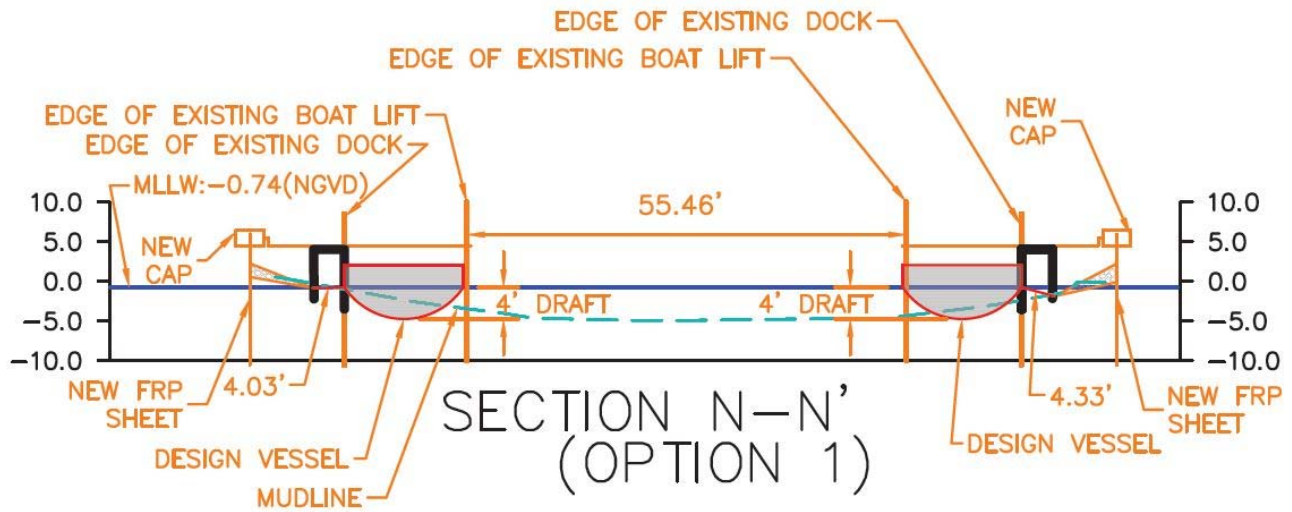 EDGE OF EXISTING DOCK
EDGE OF EXISTING BOAT LIFT
EDGE OF EXISTING BOAT LIFT
EDGE OF EXISTING DOCK
MLLW:-0.74(NGVD)
NEW
CAP
NEW
CAP
55.46'
10.0
5.0
0.0
-5.0
-10.0
10.0
5.0
0.0
-5.0
-10.0
4' DRAFT
4' DRAFT
NEW FRP
SHEET
4.03'
DESIGN VESSEL
MUDLINE
4.33'
NEW FRP
SHEET
DESIGN VESSEL
SECTION N-N'
(OPTION 1)